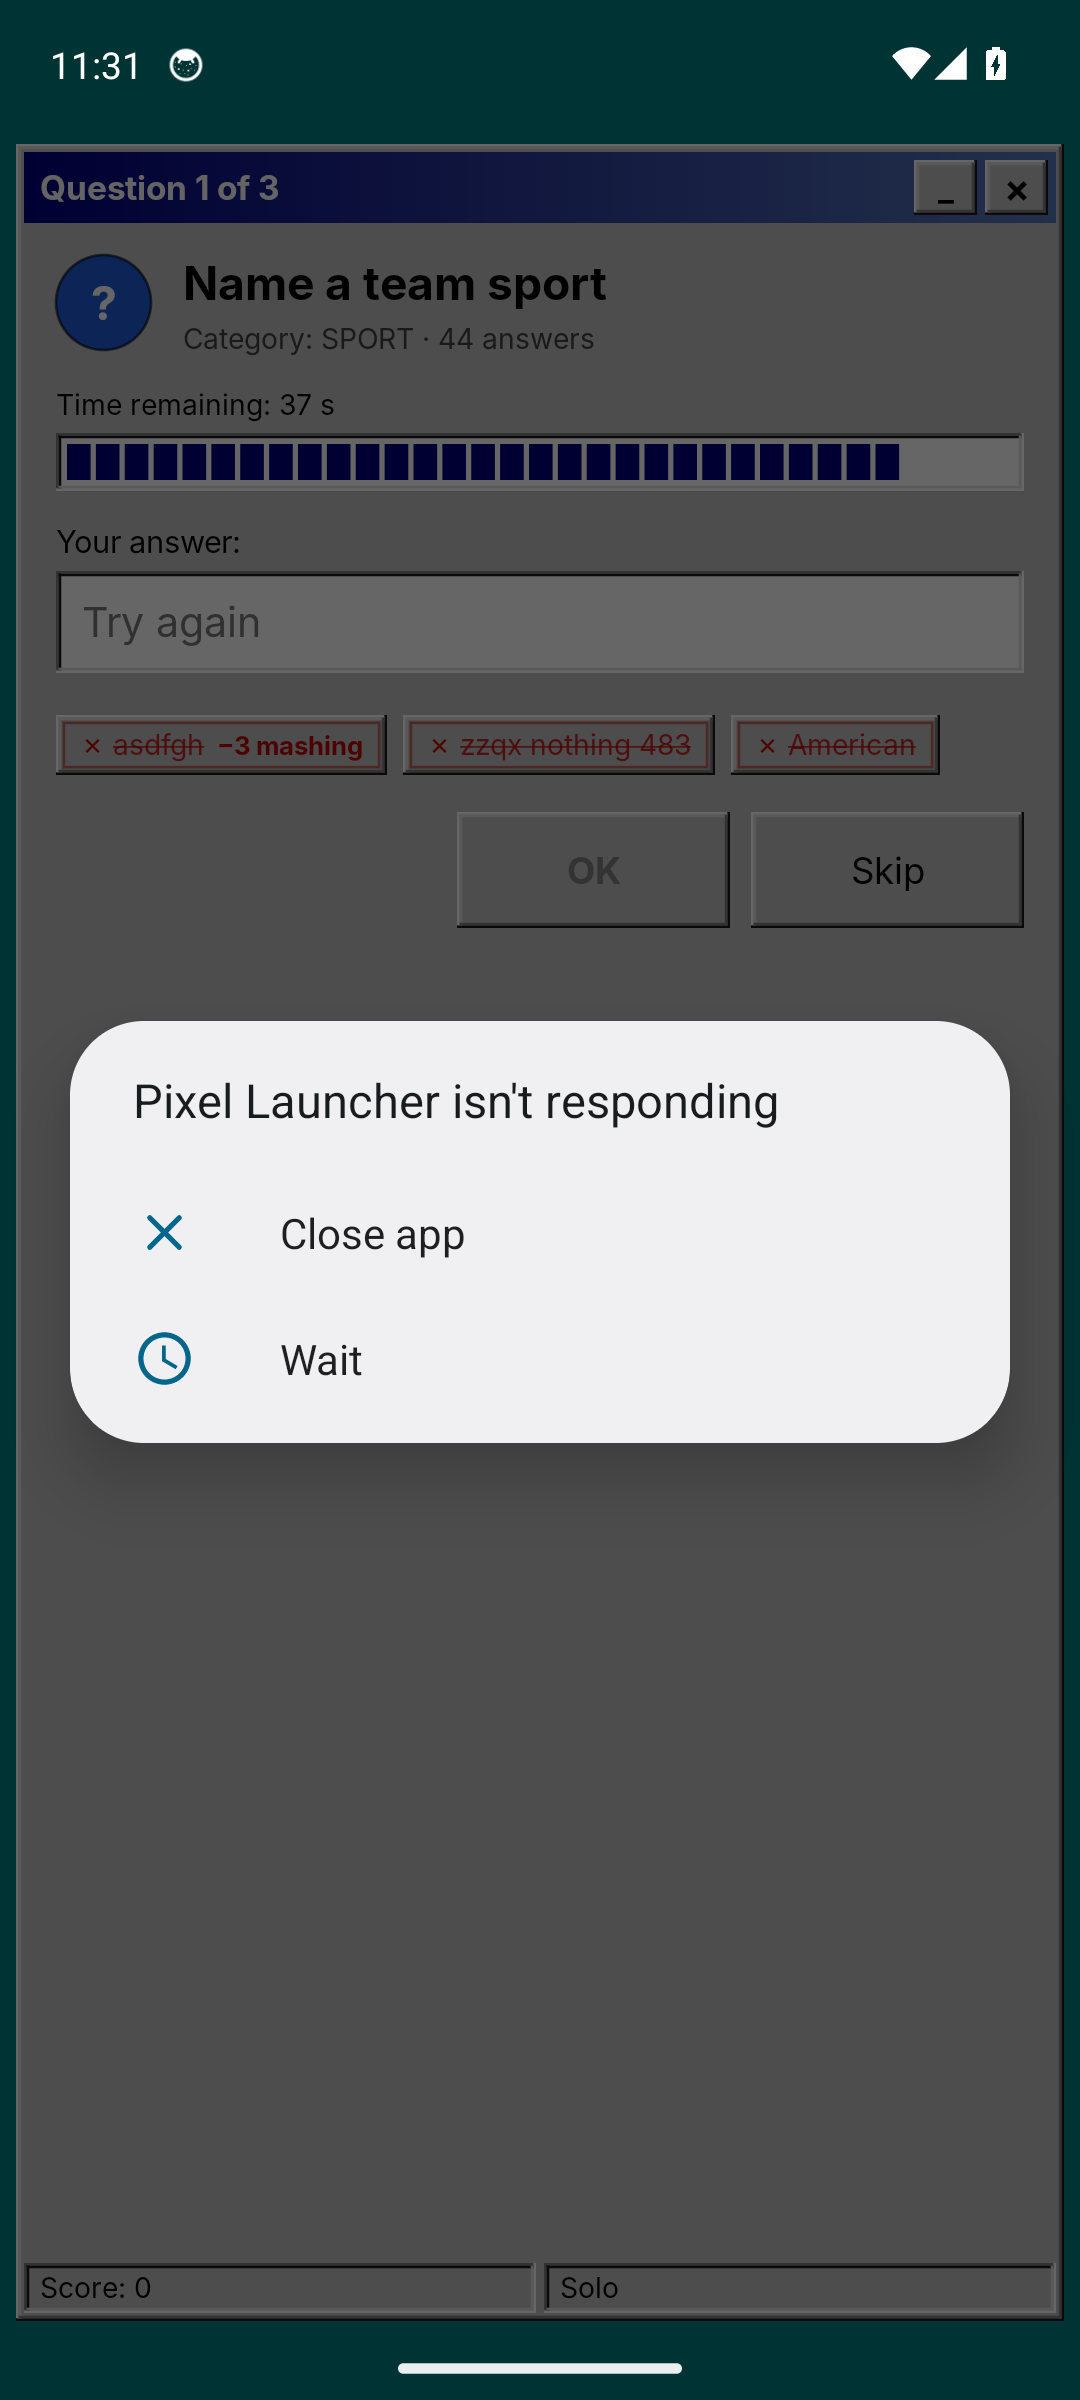 11:31
Question 1 of 3
_ ×
?
Name a team sport
Category: SPORT · 44 answers
Time remaining: 37 s
Your answer:
Try again
× asdfgh −3 mashing × zzqx nothing 483 × American
OK Skip
Pixel Launcher isn't responding
Close app
Wait
Score: 0 Solo